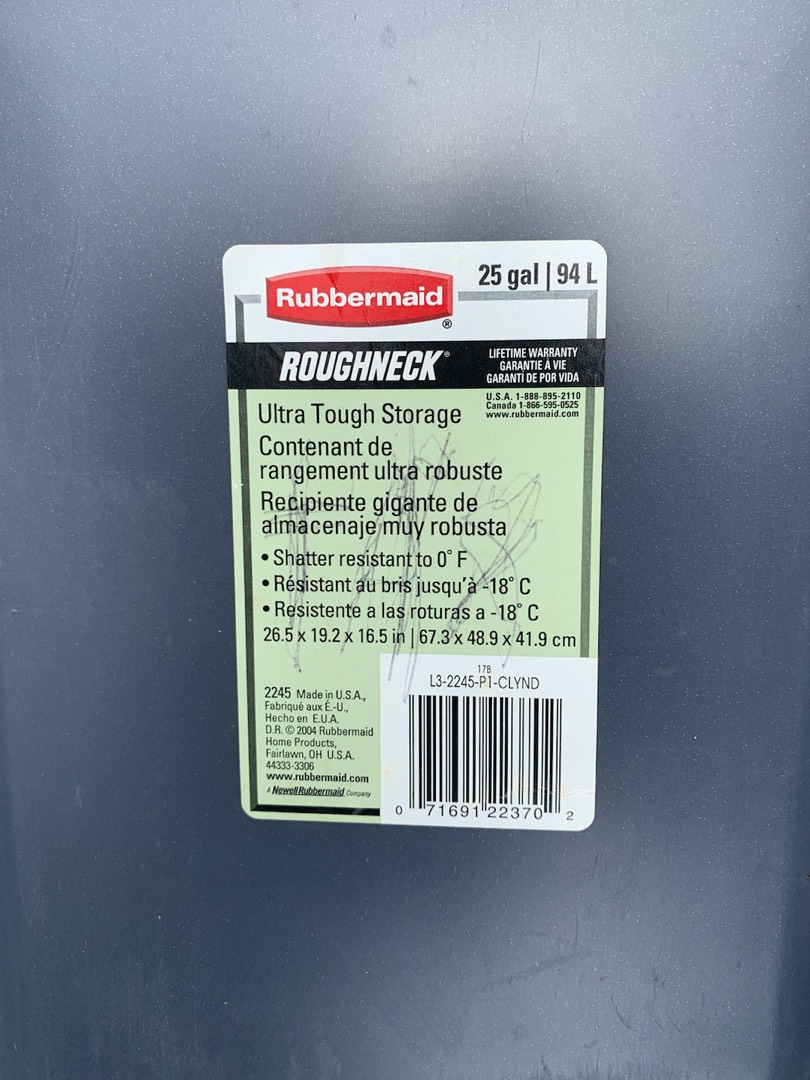 Rubbermaid®
25 gal | 94 L
ROUGHNECK®
LIFETIME WARRANTY
GARANTIE À VIE
GARANTÍ DE POR VIDA
U.S.A. 1-888-895-2110
Canada 1-866-595-0525
www.rubbermaid.com
Ultra Tough Storage
Contenant de
rangement ultra robuste
Recipiente gigante de
almacenaje muy robusta
• Shatter resistant to 0° F
• Résistant au bris jusqu'à -18° C
• Resistente a las roturas a -18° C
26.5 x 19.2 x 16.5 in | 67.3 x 48.9 x 41.9 cm
2245 Made in U.S.A.,
Fabriqué aux É.-U.,
Hecho en E.U.A.
D.R. © 2004 Rubbermaid
Home Products,
Fairlawn, OH U.S.A.
44333-3306
www.rubbermaid.com
A NewellRubbermaid Company
17B
L3-2245-P1-CLYND
0 71691 22370 2